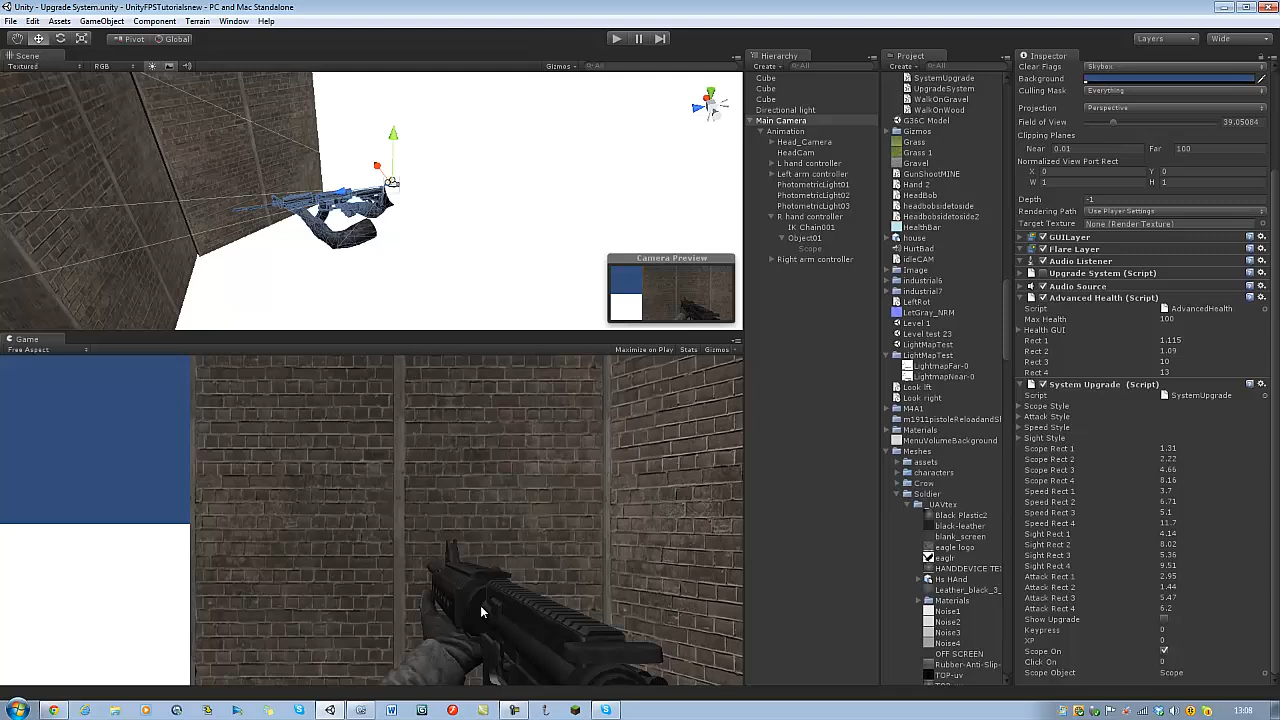 Unity - Upgrade System.unity - UnityFPSTutorialsnew - PC and Mac Standalone
File Edit Assets GameObject Component Terrain Window Help
Pivot Global Layers Wide
Scene
Textured RGB Gizmos All
Camera Preview
Game
Free Aspect Maximize on Play Stats Gizmos
Hierarchy
Create All
Cube
Cube
Cube
Directional light
Main Camera
Animation
Head_Camera
HeadCam
L hand controller
Left arm controller
PhotometricLight01
PhotometricLight02
PhotometricLight03
R hand controller
IK Chain001
Object01
Scope
Right arm controller
Project
Create All
SystemUpgrade
UpgradeSystem
WalkOnGravel
WalkOnWood
G36C Model
Gizmos
Grass
Grass 1
Gravel
GunShootMINE
Hand 2
HeadBob
headbobsidetoside
Headbobsidetoside2
HealthBar
house
HurtBad
idleCAM
Image
industrial6
industrial7
LeftRot
LetGray_NRM
Level 1
Level test 23
LightMapTest
LightMapTest
LightmapFar-0
LightmapNear-0
Look lft
Look right
M4A1
m1911pistoleReloadandSh
Materials
MenuVolumeBackground
Meshes
assets
characters
Crow
Soldier
_UAVtex
Black Plastic2
black-leather
blank_screen
eagle logo
eaglr
HANDDEVICE TE
Hs HAnd
Leather_black_3_
Materials
Noise1
Noise2
Noise3
Noise4
OFF SCREEN
Rubber-Anti-Slip-
TOP-uv
Inspector
Clear Flags Skybox
Background
Culling Mask Everything
Projection Perspective
Field of View 39.05084
Clipping Planes
Near 0.01 Far 100
Normalized View Port Rect
X 0 Y 0
W 1 H 1
Depth -1
Rendering Path Use Player Settings
Target Texture None (Render Texture)
GUILayer
Flare Layer
Audio Listener
Upgrade System (Script)
Audio Source
Advanced Health (Script)
Script AdvancedHealth
Max Health 100
Health GUI
Rect 1 1.115
Rect 2 1.09
Rect 3 10
Rect 4 13
System Upgrade (Script)
Script SystemUpgrade
Scope Style
Attack Style
Speed Style
Sight Style
Scope Rect 1 1.31
Scope Rect 2 2.22
Scope Rect 3 4.66
Scope Rect 4 8.16
Speed Rect 1 3.7
Speed Rect 2 6.71
Speed Rect 3 5.1
Speed Rect 4 11.7
Sight Rect 1 4.14
Sight Rect 2 8.02
Sight Rect 3 5.36
Sight Rect 4 9.51
Attack Rect 1 2.95
Attack Rect 2 1.44
Attack Rect 3 5.47
Attack Rect 4 6.2
Show Upgrade
Keypress 0
XP 0
Scope On
Click On 0
Scope Object Scope
13:08